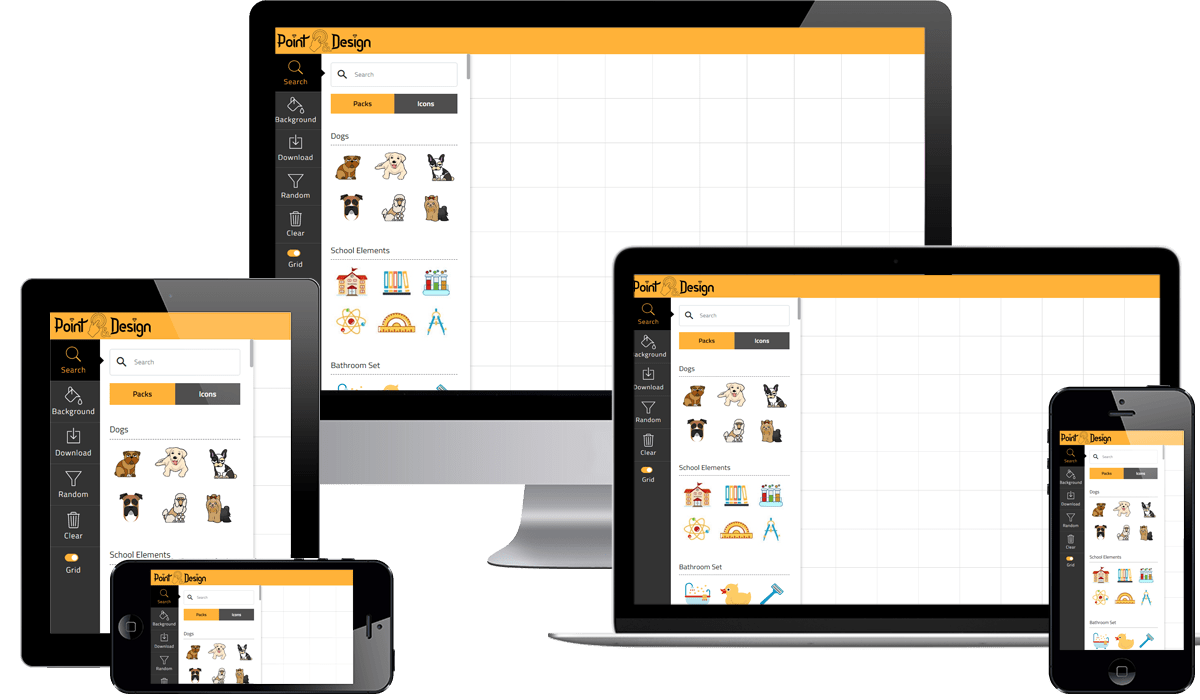 Point Design
Search
Background
Download
Random
Clear
Grid
Search
Packs Icons
Dogs
School Elements
Bathroom Set
Point Design
Search
Background
Download
Random
Clear
Grid
Search
Packs Icons
Dogs
School Elements
Bathroom Set
Point Design
Search
Background
Download
Random
Clear
Grid
Search
Packs Icons
Dogs
School Elements
Point Design
Search
Background
Download
Random
Search
Packs Icons
Dogs
Point Design
Search
Background
Download
Random
Clear
Grid
Search
Packs Icons
Dogs
School Elements
Bathroom Set